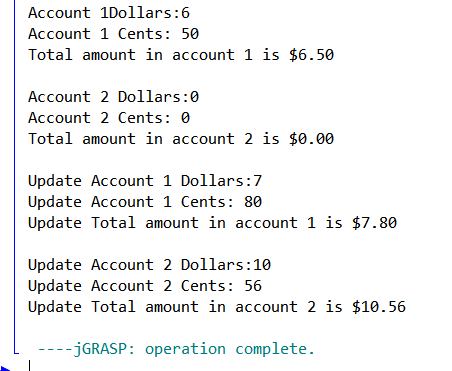 Account 1Dollars:6
Account 1 Cents: 50
Total amount in account 1 is $6.50
Account 2 Dollars:0
Account 2 Cents: 0
Total amount in account 2 is $0.00
Update Account 1 Dollars:7
Update Account 1 Cents: 80
Update Total amount in account 1 is $7.80
Update Account 2 Dollars:10
Update Account 2 Cents: 56
Update Total amount in account 2 is $10.56
----jGRASP: operation complete.